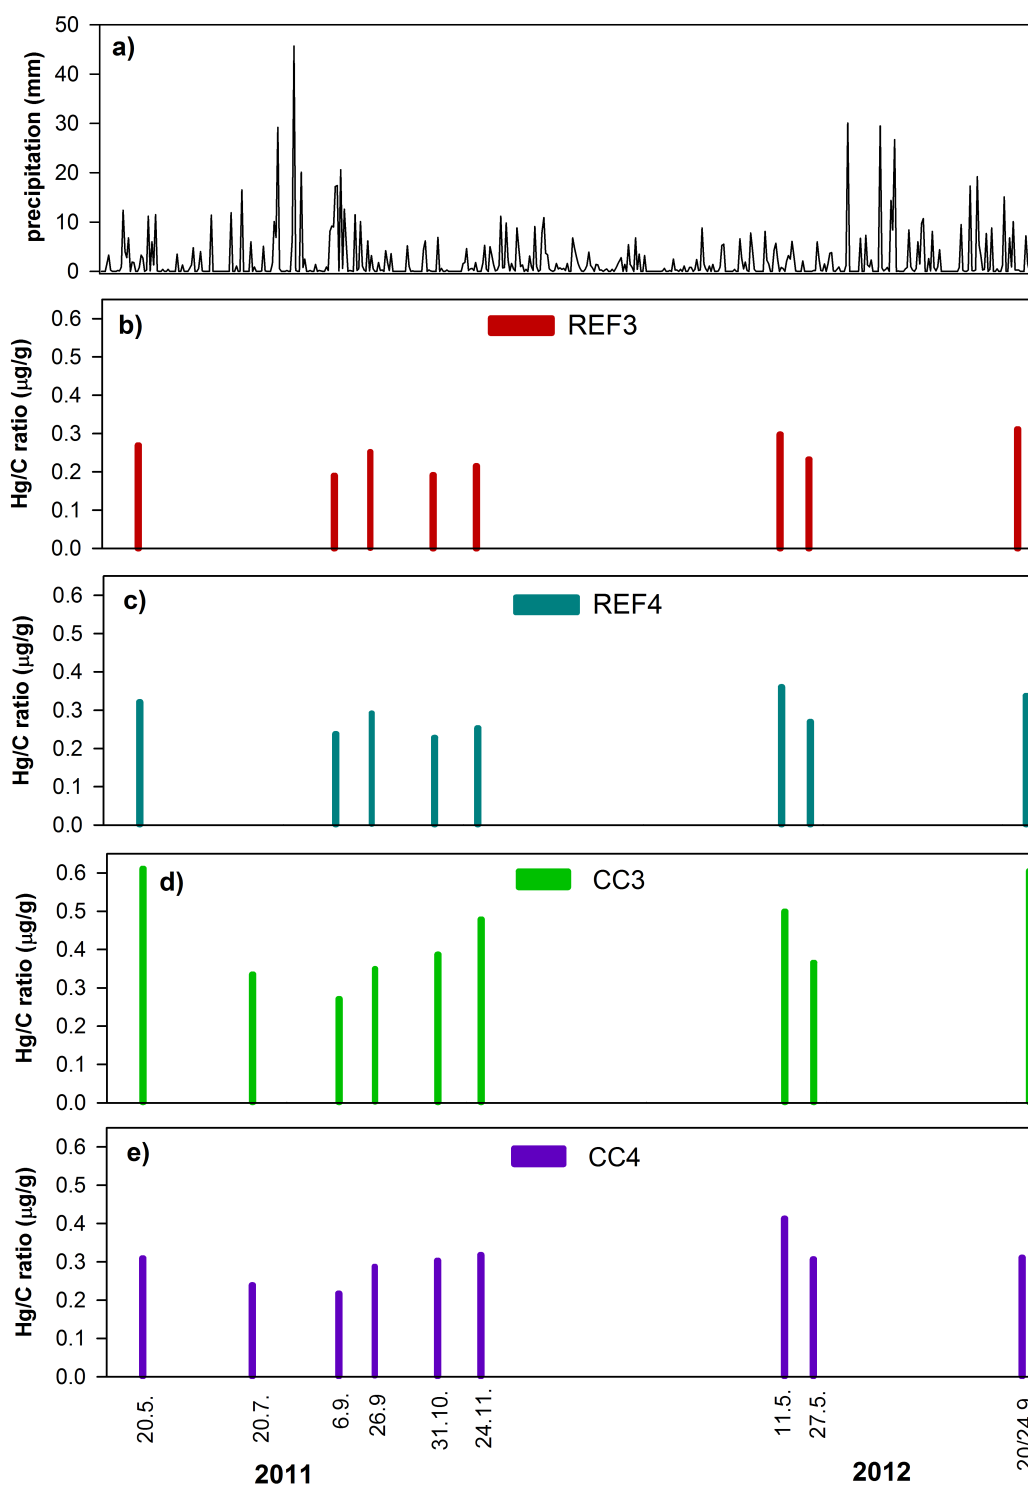 a)
precipitation (mm)
50
40
30
20
10
0
b)
REF3
Hg/C ratio (µg/g)
0.6
0.5
0.4
0.3
0.2
0.1
0.0
c)
REF4
Hg/C ratio (µg/g)
0.6
0.5
0.4
0.3
0.2
0.1
0.0
d)
CC3
Hg/C ratio (µg/g)
0.6
0.5
0.4
0.3
0.2
0.1
0.0
e)
CC4
Hg/C ratio (µg/g)
0.6
0.5
0.4
0.3
0.2
0.1
0.0
20.5. 20.7. 6.9. 26.9 31.10. 24.11. 11.5. 27.5. 20/24.9
2011 2012